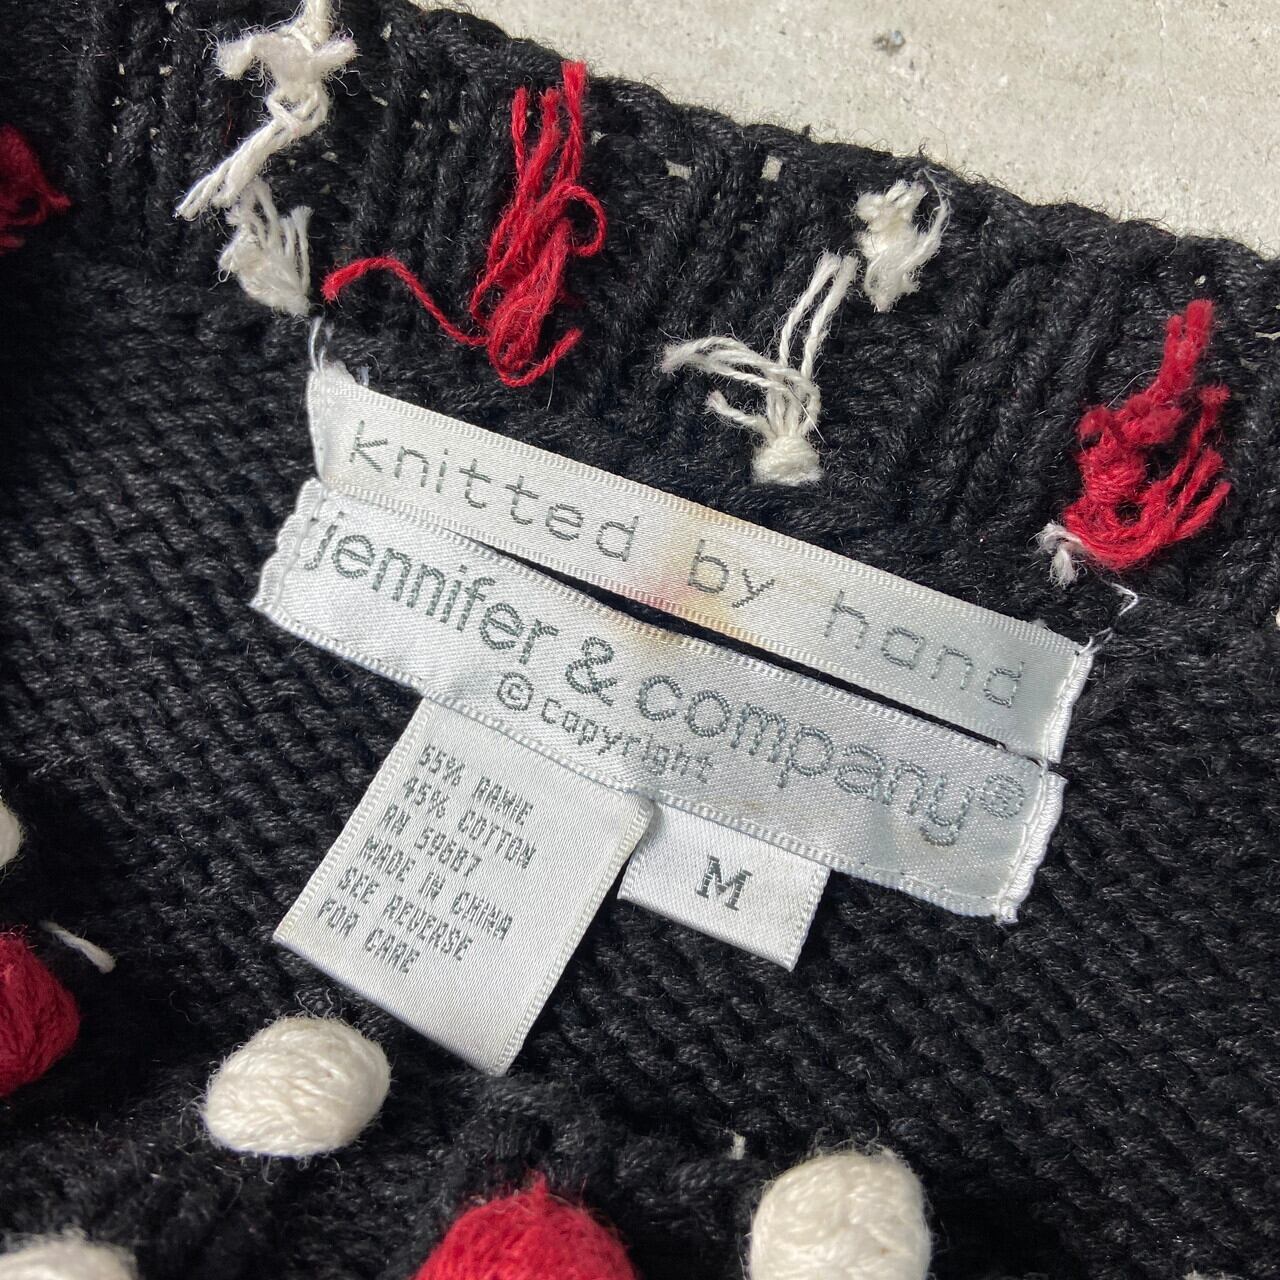 knitted by hand
jennifer & company®
© copyright
55% RAMIE
45% COTTON
RN 59687
MADE IN CHINA
SEE REVERSE
FOR CARE
M